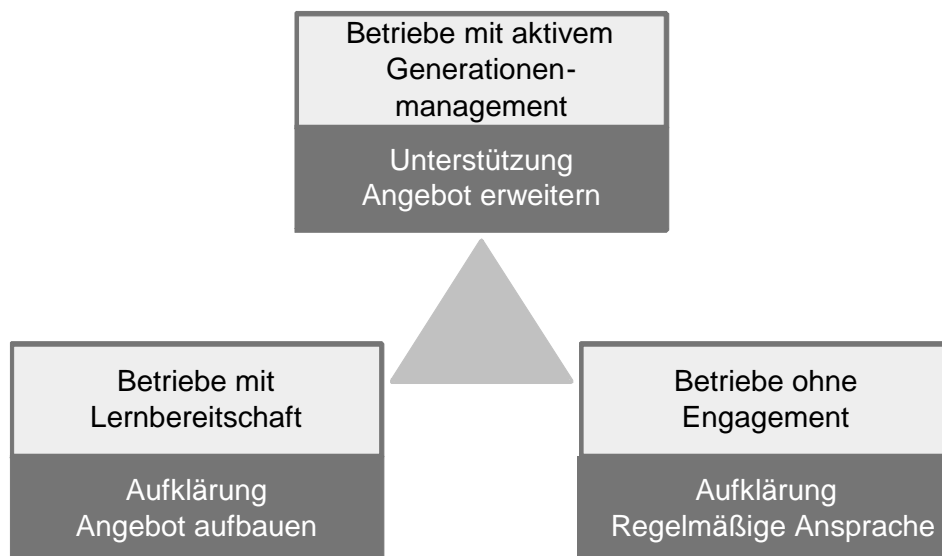 Betriebe mit aktivem
Generationen-
management
Unterstützung
Angebot erweitern
Betriebe mit
Lernbereitschaft
Aufklärung
Angebot aufbauen
Betriebe ohne
Engagement
Aufklärung
Regelmäßige Ansprache